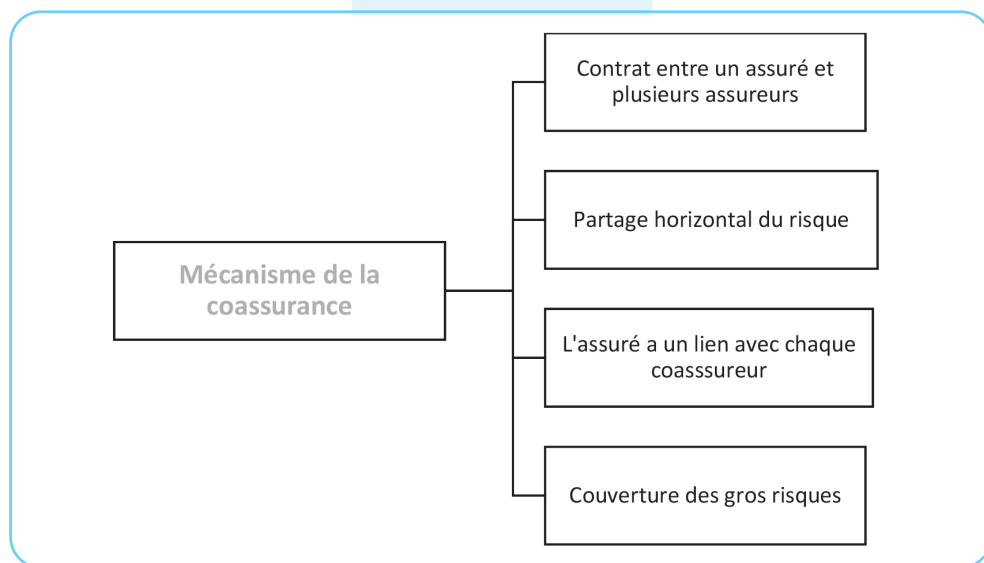 Contrat entre un assuré et
plusieurs assureurs
Partage horizontal du risque
Mécanisme de la
coassurance
L'assuré a un lien avec chaque
coasssureur
Couverture des gros risques